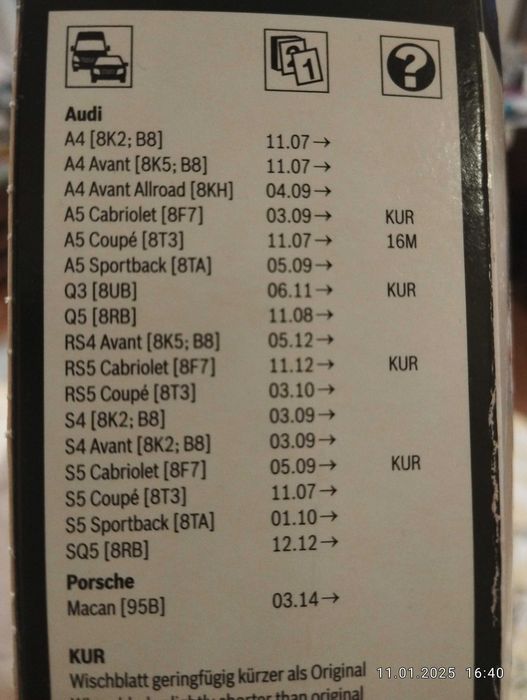 Audi
A4 [8K2; B8] 11.07→
A4 Avant [8K5; B8] 11.07→
A4 Avant Allroad [8KH] 04.09→
A5 Cabriolet [8F7] 03.09→ KUR
A5 Coupé [8T3] 11.07→ 16M
A5 Sportback [8TA] 05.09→
Q3 [8UB] 06.11→ KUR
Q5 [8RB] 11.08→
RS4 Avant [8K5; B8] 05.12→
RS5 Cabriolet [8F7] 11.12→ KUR
RS5 Coupé [8T3] 03.10→
S4 [8K2; B8] 03.09→
S4 Avant [8K2; B8] 03.09→
S5 Cabriolet [8F7] 05.09→ KUR
S5 Coupé [8T3] 11.07→
S5 Sportback [8TA] 01.10→
SQ5 [8RB] 12.12→
Porsche
Macan [95B] 03.14→
KUR
Wischblatt geringfügig kürzer als Original
slightly shorter than original
11.01.2025 16:40